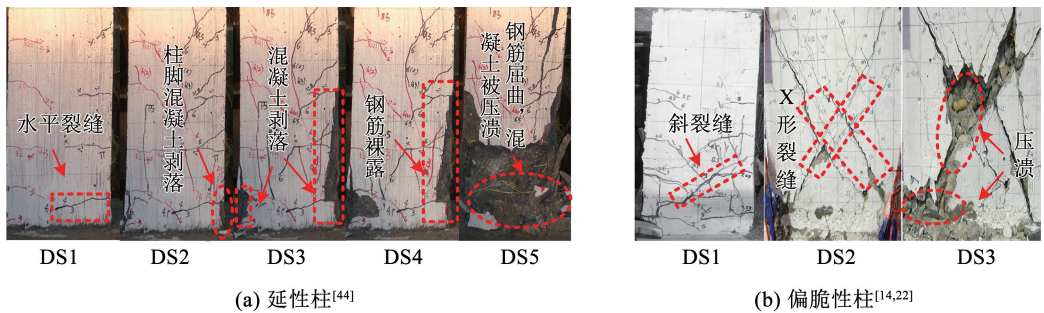 水平裂缝
柱脚混凝土剥落
混凝土剥落
钢筋裸露
钢筋屈曲，混
凝土被压溃
DS1
DS2
DS3
DS4
DS5
(a) 延性柱[44]
斜裂缝
X形裂缝
压溃
DS1
DS2
DS3
(b) 偏脆性柱[14,22]